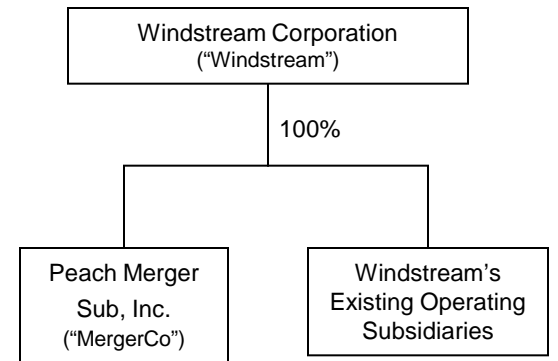 Windstream Corporation
(“Windstream”)
100%
Peach Merger
Sub, Inc.
(“MergerCo”)
Windstream’s
Existing Operating
Subsidiaries